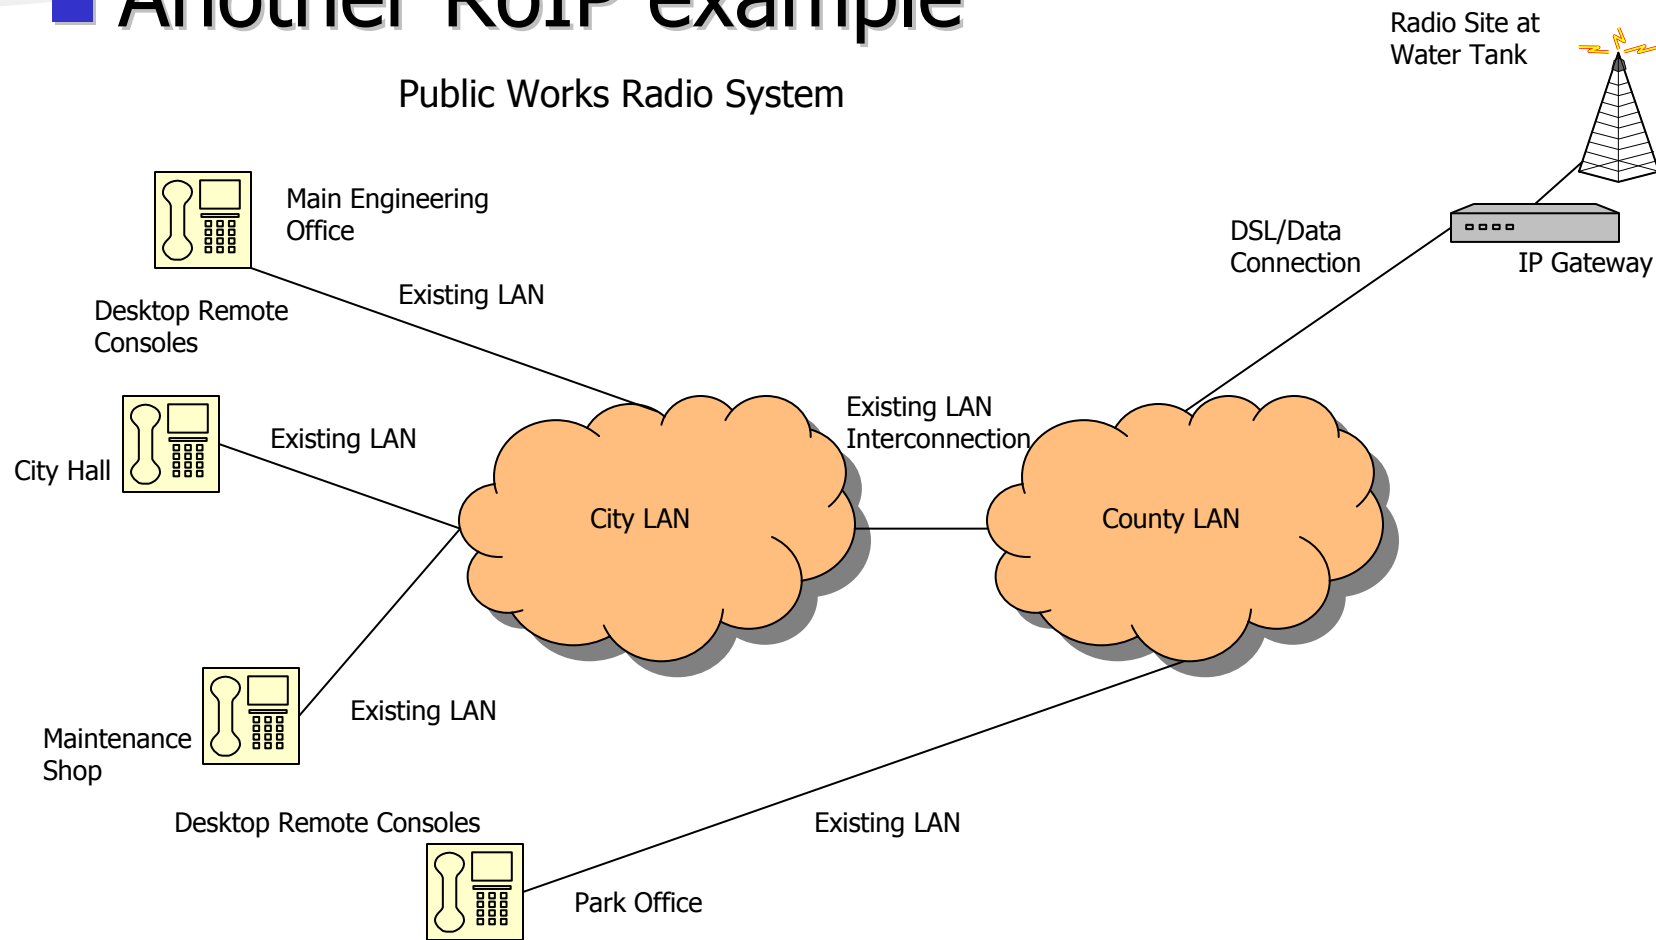 Another RoIP example
Radio Site at
Water Tank
Public Works Radio System
Main Engineering
Office
DSL/Data
Connection
IP Gateway
Existing LAN
Desktop Remote
Consoles
Existing LAN
Interconnection
Existing LAN
City Hall
City LAN
County LAN
Existing LAN
Maintenance
Shop
Desktop Remote Consoles
Existing LAN
Park Office